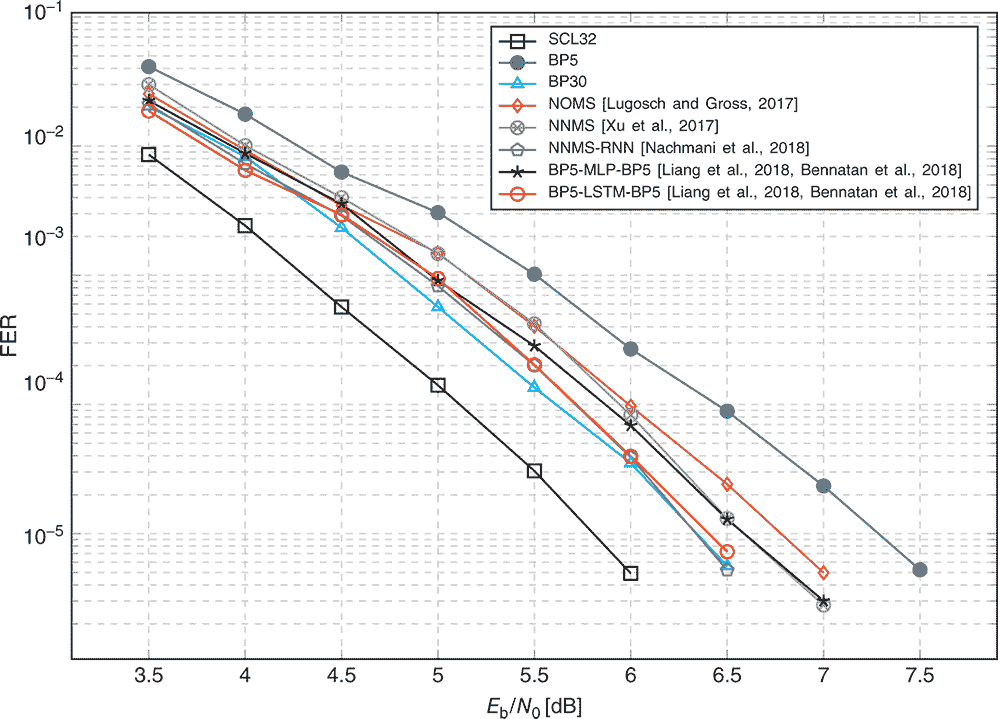 10−1
10−2
10−3
10−4
10−5
FER
SCL32
BP5
BP30
NOMS [Lugosch and Gross, 2017]
NNMS [Xu et al., 2017]
NNMS-RNN [Nachmani et al., 2018]
BP5-MLP-BP5 [Liang et al., 2018, Bennatan et al., 2018]
BP5-LSTM-BP5 [Liang et al., 2018, Bennatan et al., 2018]
3.5 4 4.5 5 5.5 6 6.5 7 7.5
Eb/N0 [dB]